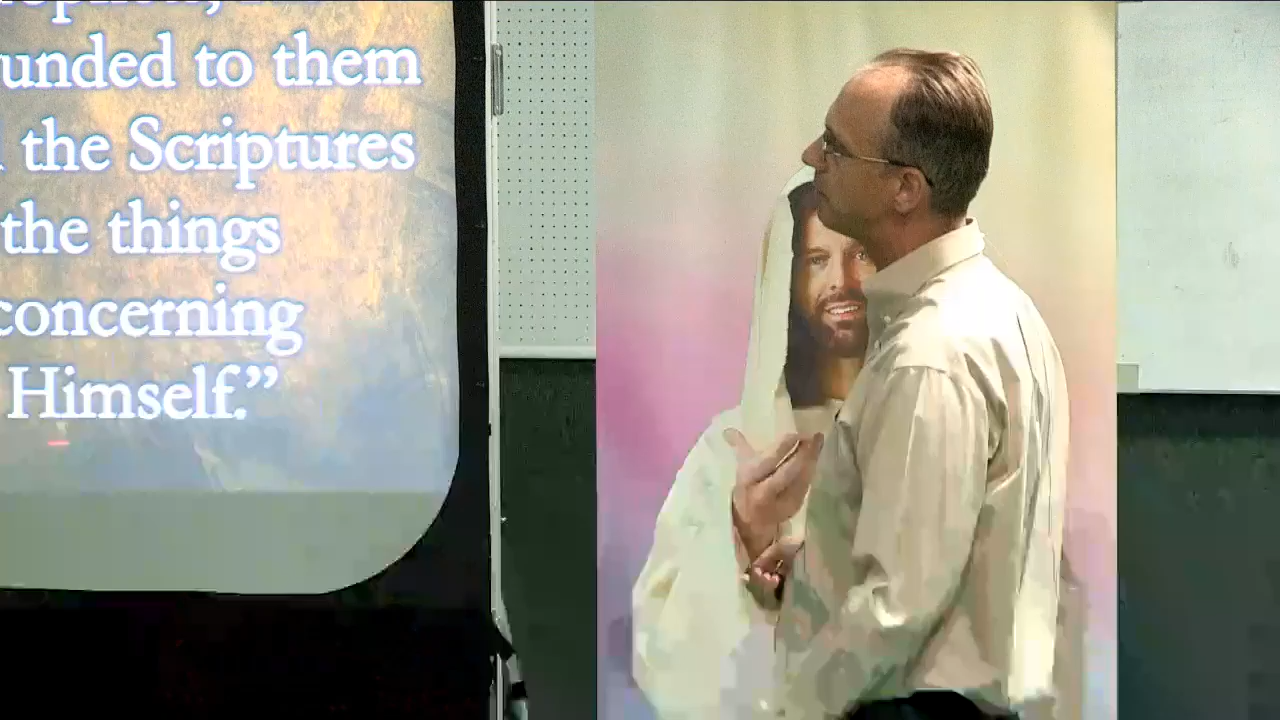 unded to them
the Scriptures
the things
concerning
Himself.”